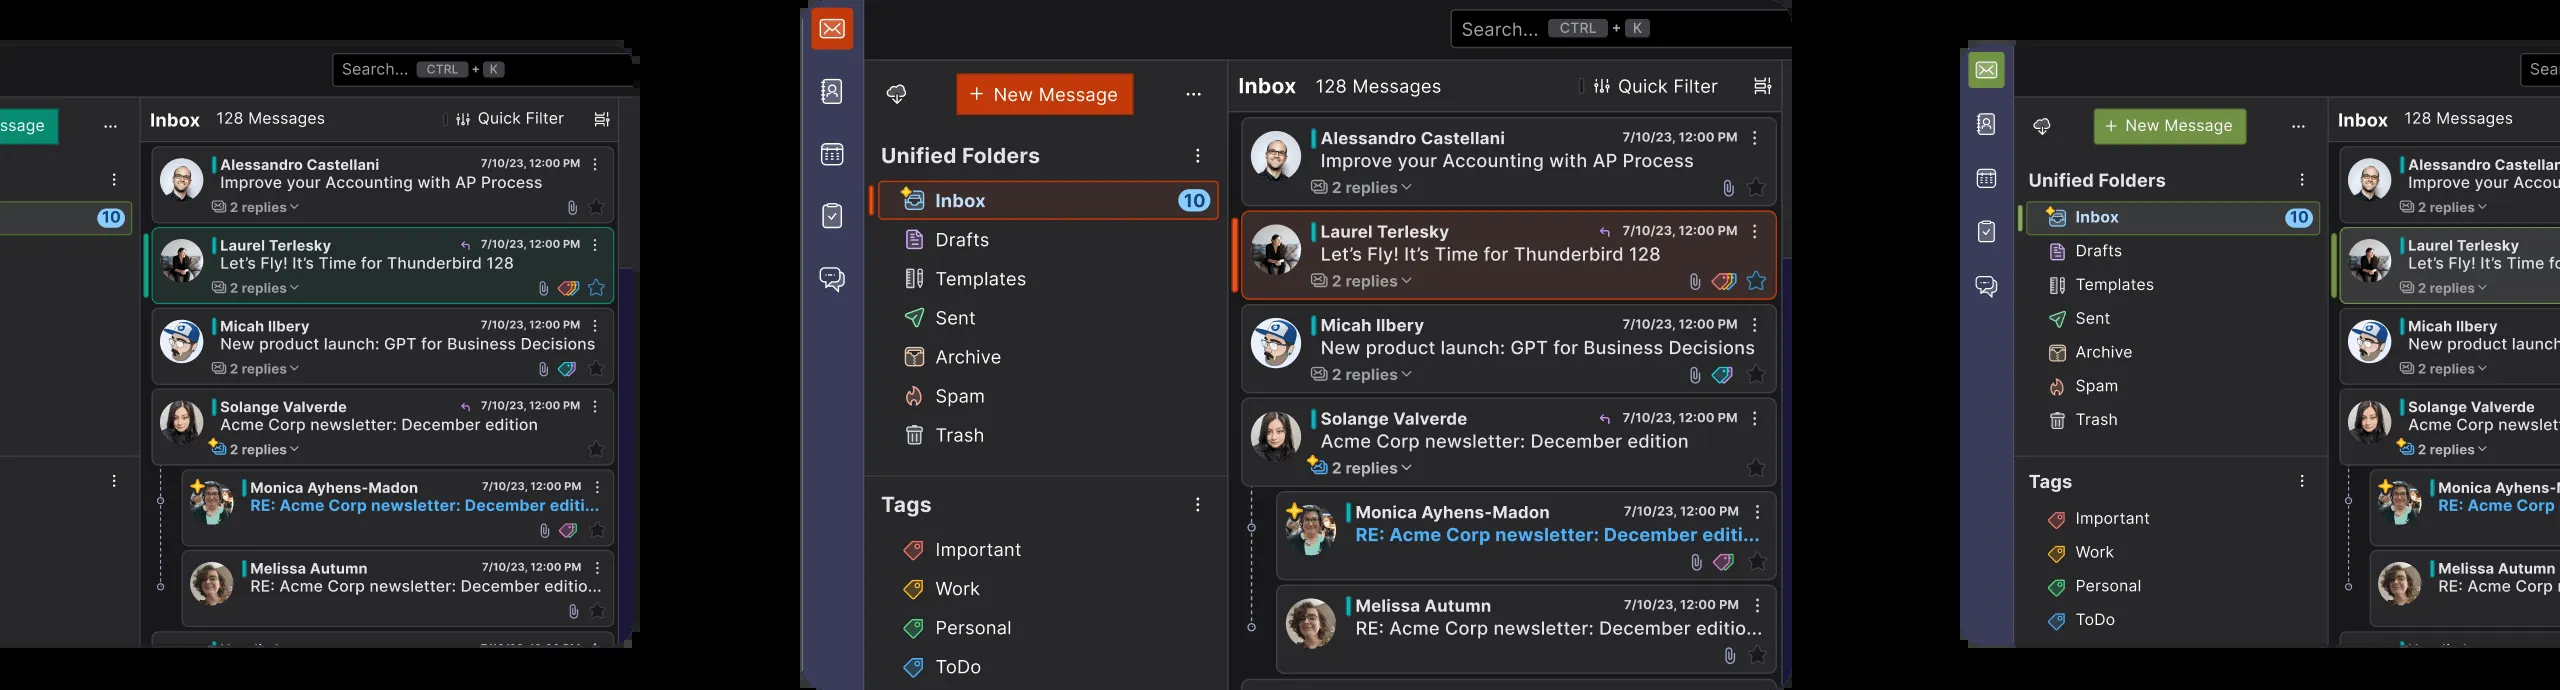 Search... CTRL + K
ssage
Inbox 128 Messages Quick Filter
10
Alessandro Castellani 7/10/23, 12:00 PM
Improve your Accounting with AP Process
2 replies
Laurel Terlesky 7/10/23, 12:00 PM
Let’s Fly! It’s Time for Thunderbird 128
2 replies
Micah Ilbery 7/10/23, 12:00 PM
New product launch: GPT for Business Decisions
2 replies
Solange Valverde 7/10/23, 12:00 PM
Acme Corp newsletter: December edition
2 replies
Monica Ayhens-Madon 7/10/23, 12:00 PM
RE: Acme Corp newsletter: December editi...
Melissa Autumn 7/10/23, 12:00 PM
RE: Acme Corp newsletter: December editio...
Search... CTRL + K
+ New Message
Unified Folders
Inbox 10
Drafts
Templates
Sent
Archive
Spam
Trash
Tags
Important
Work
Personal
ToDo
Inbox 128 Messages Quick Filter
Alessandro Castellani 7/10/23, 12:00 PM
Improve your Accounting with AP Process
2 replies
Laurel Terlesky 7/10/23, 12:00 PM
Let’s Fly! It’s Time for Thunderbird 128
2 replies
Micah Ilbery 7/10/23, 12:00 PM
New product launch: GPT for Business Decisions
2 replies
Solange Valverde 7/10/23, 12:00 PM
Acme Corp newsletter: December edition
2 replies
Monica Ayhens-Madon 7/10/23, 12:00 PM
RE: Acme Corp newsletter: December editi...
Melissa Autumn 7/10/23, 12:00 PM
RE: Acme Corp newsletter: December editio...
Sea
+ New Message
Unified Folders
Inbox 10
Drafts
Templates
Sent
Archive
Spam
Trash
Tags
Important
Work
Personal
ToDo
Inbox 128 Messages
Alessandro Castellan
Improve your Accou
2 replies
Laurel Terlesky
Let’s Fly! It’s Time fo
2 replies
Micah Ilbery
New product launch
2 replies
Solange Valverde
Acme Corp newslet
2 replies
Monica Ayhens-
RE: Acme Corp
Melissa Autumn
RE: Acme Corp